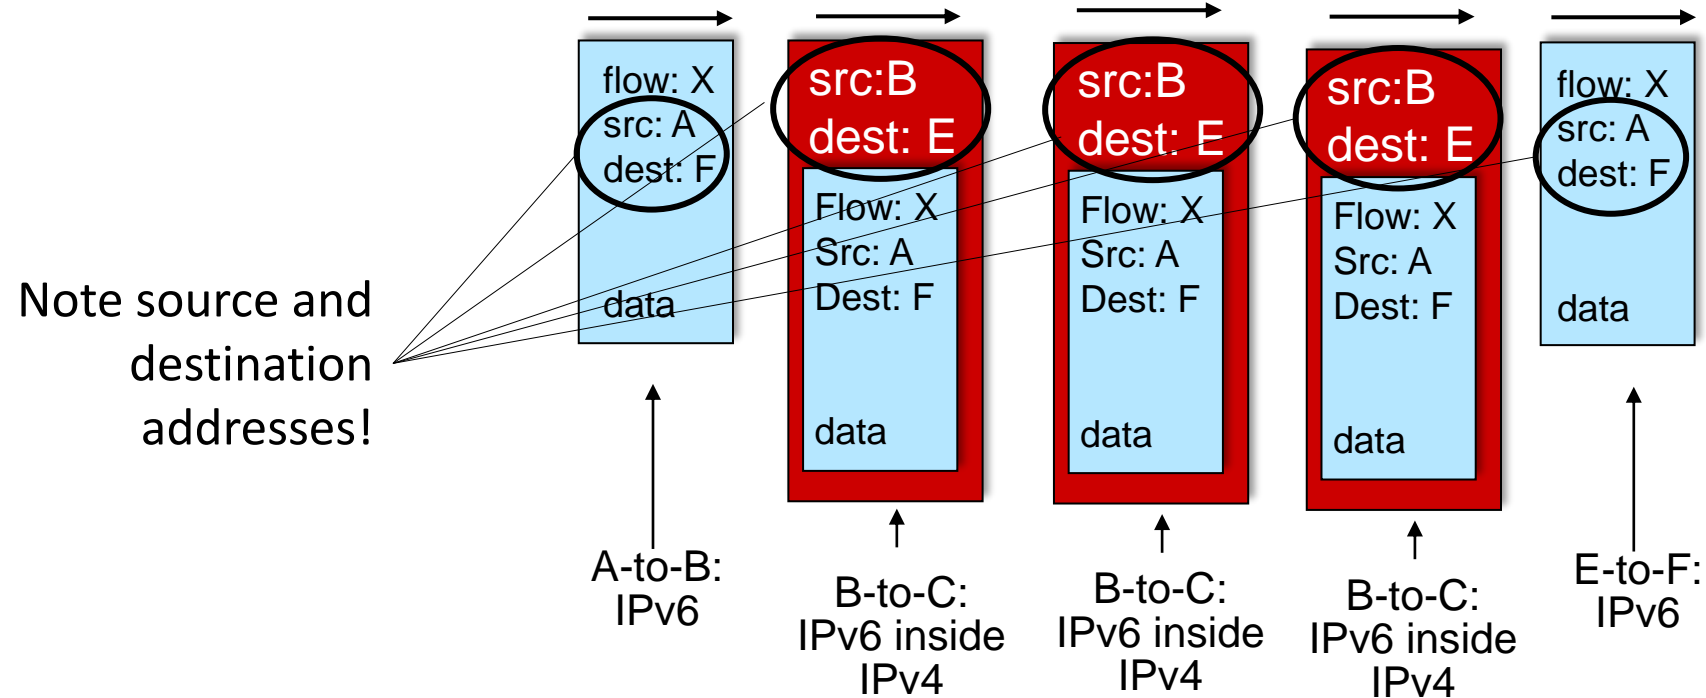 flow: X
src: A
dest: F
data
src:B
dest: E
Flow: X
Src: A
Dest: F
data
src:B
dest: E
Flow: X
Src: A
Dest: F
data
src:B
dest: E
Flow: X
Src: A
Dest: F
data
flow: X
src: A
dest: F
data
Note source and
destination
addresses!
A-to-B:
IPv6
B-to-C:
IPv6 inside
IPv4
B-to-C:
IPv6 inside
IPv4
B-to-C:
IPv6 inside
IPv4
E-to-F:
IPv6